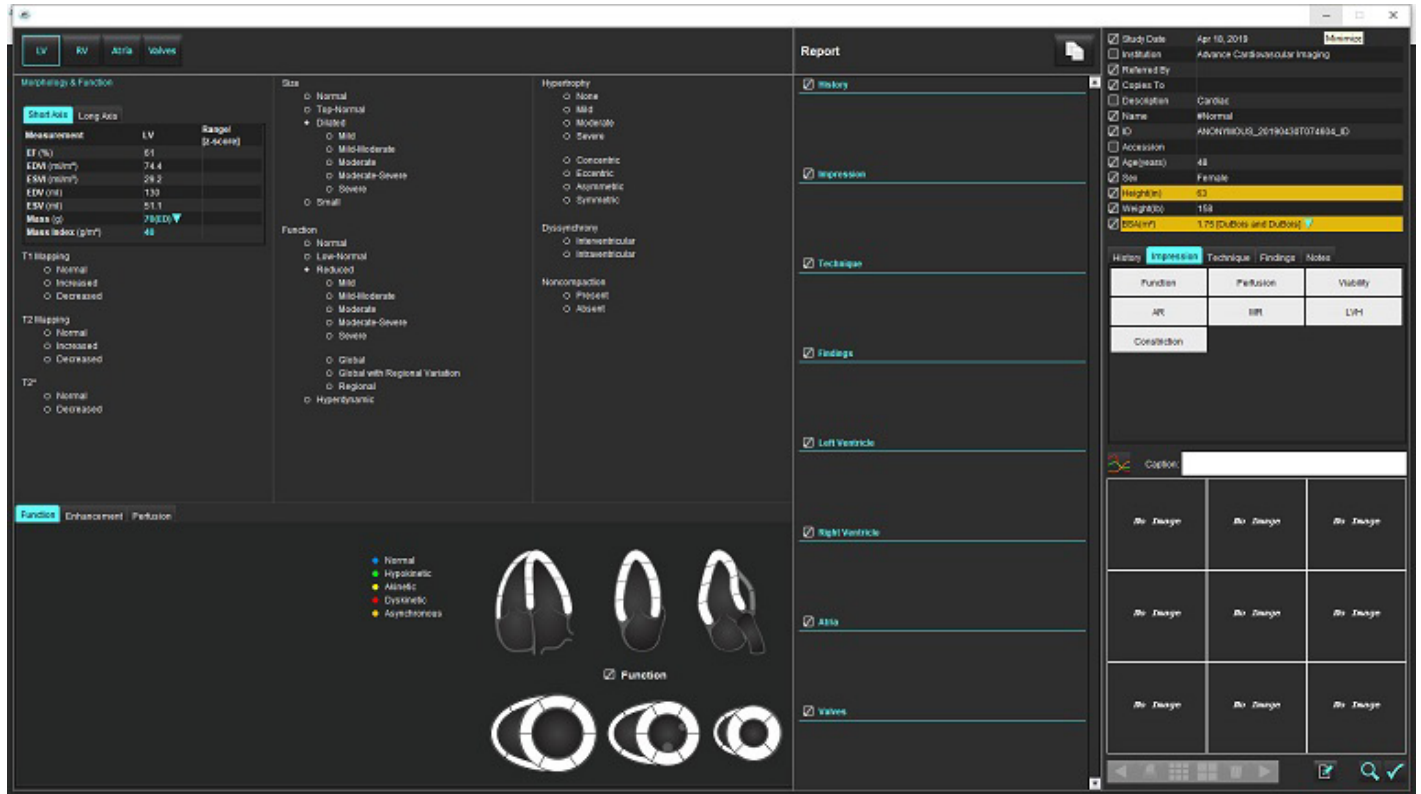 LV RV Atria Valves
Morphology & Function
Short Axis Long Axis
Measurement LV Range/
(z-score)
EF (%) 61
EDVI (ml/m²) 74.4
ESVI (ml/m²) 29.2
EDV (ml) 130
ESV (ml) 51.1
Mass (g) 70(ED)
Mass Index (g/m²) 40
T1 Mapping
Normal
Increased
Decreased
T2 Mapping
Normal
Increased
Decreased
T2*
Normal
Decreased
Size
Normal
Top-Normal
Dilated
Mild
Mild-Moderate
Moderate
Moderate-Severe
Severe
Small
Function
Normal
Low-Normal
Reduced
Mild
Mild-Moderate
Moderate
Moderate-Severe
Severe
Global
Global with Regional Variation
Regional
Hyperdynamic
Hypertrophy
None
Mild
Moderate
Severe
Concentric
Eccentric
Asymmetric
Symmetric
Dyssynchrony
Interventricular
Intraventricular
Noncompaction
Present
Absent
Function Enhancement Perfusion
Normal
Hypokinetic
Akinetic
Dyskinetic
Asynchronous
Function
Report
History
Impression
Technique
Findings
Left Ventricle
Right Ventricle
Atria
Valves
Minimize
Study Date Apr 18, 2019
Institution Advance Cardiovascular Imaging
Referred By
Copies To
Description Cardiac
Name #Normal
ID ANONYMOUS_20190430T074604_ID
Accession
Age(years) 48
Sex Female
Height(in) 63
Weight(lb) 158
BSA(m²) 1.75 [DuBois and DuBois]
History Impression Technique Findings Notes
Function Perfusion Viability
AR MR LVH
Constriction
Caption:
No Image No Image No Image
No Image No Image No Image
No Image No Image No Image